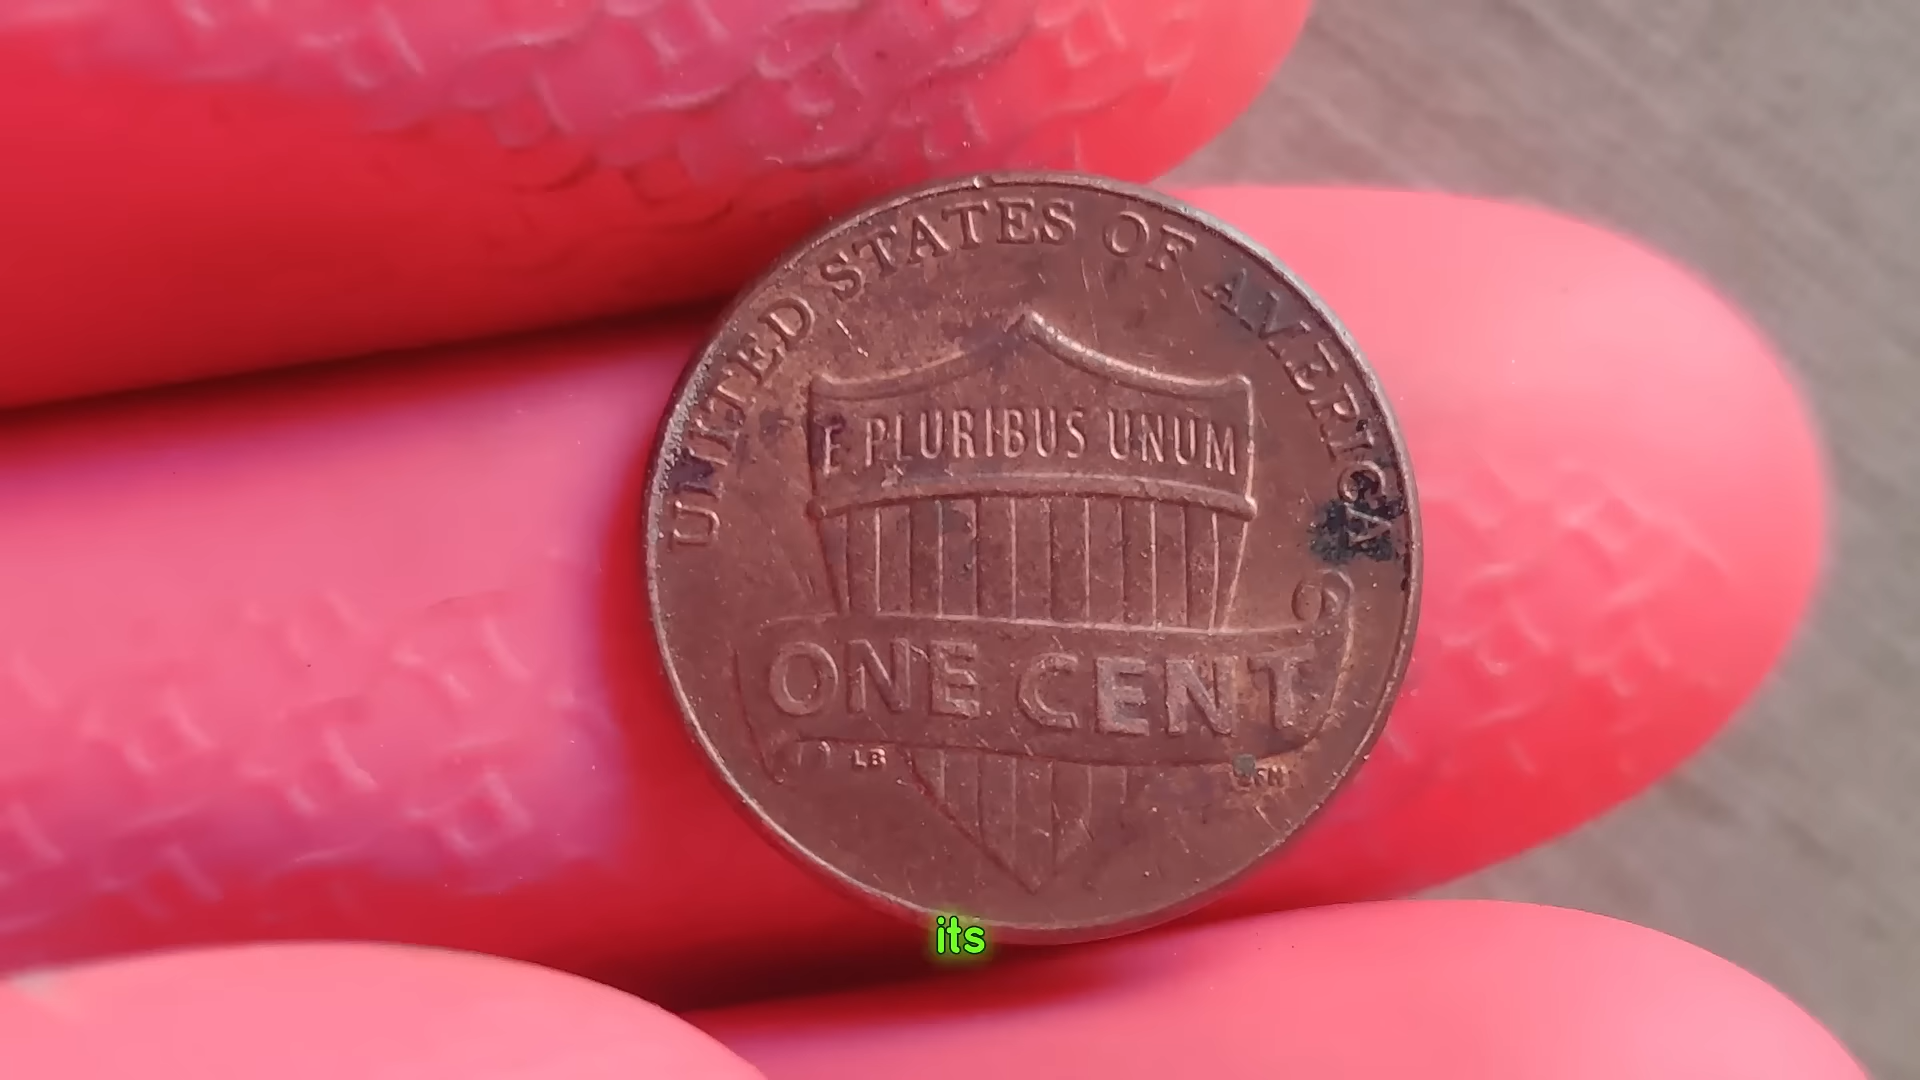 UNITED STATES OF AMERICA
E PLURIBUS UNUM
ONE CENT
LB
its